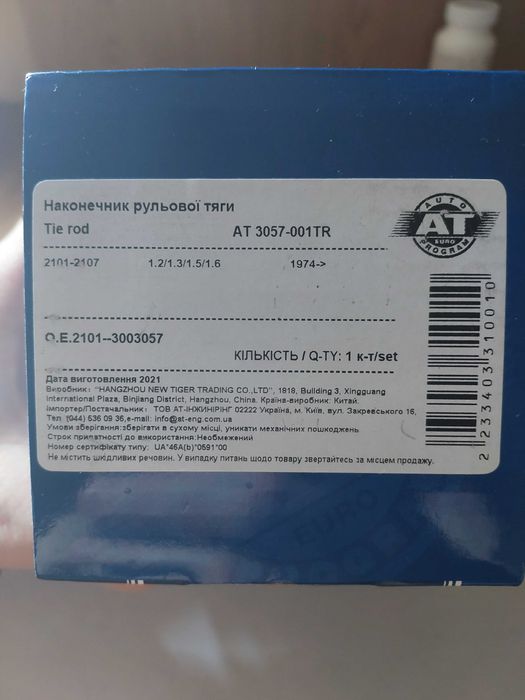 Наконечник рульової тяги
Tie rod AT 3057-001TR
2101-2107 1.2/1.3/1.5/1.6 1974->
O.E.2101--3003057
КІЛЬКІСТЬ / Q-TY: 1 к-т/set
Дата виготовлення 2021
Виробник: "HANGZHOU NEW TIGER TRADING CO.,LTD", 1918, Building 3, Xingguang
International Plaza, Binjiang District, Hangzhou, China. Країна-виробник: Китай.
Імпортер/Постачальник: ТОВ АТ-ІНЖИНІРІНГ 02222 Україна, м. Київ, вул. Закревського 16,
Тел. (044) 536 09 36, e-mail: info@at-eng.com.ua
Умови зберігання:зберігати в сухому місці, уникати механічних пошкоджень
Строк припатності до використання:Необмежений
Номер сертифікату типу: UA"46A(b)"0591"00
Не містить шкідливих речовин. У випадку питань щодо товару звертайтесь за місцем продажу.
AUTO
AT
EURO
PROGRAM
2233403310010
EURO